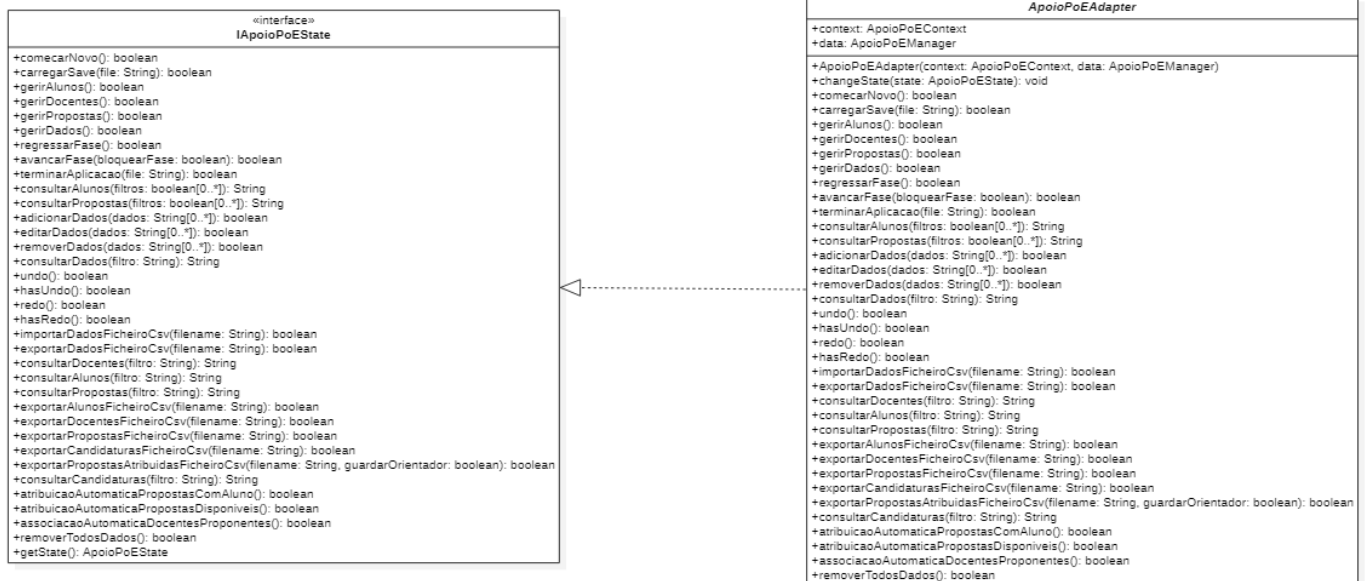 «interface»
IApoioPoEState
+comecarNovo(): boolean
+carregarSave(file: String): boolean
+gerirAlunos(): boolean
+gerirDocentes(): boolean
+gerirPropostas(): boolean
+gerirDados(): boolean
+regressarFase(): boolean
+avancarFase(bloquearFase: boolean): boolean
+terminarAplicacao(file: String): boolean
+consultarAlunos(filtros: boolean[0..*]): String
+consultarPropostas(filtros: boolean[0..*]): String
+adicionarDados(dados: String[0..*]): boolean
+editarDados(dados: String[0..*]): boolean
+removerDados(dados: String[0..*]): boolean
+consultarDados(filtro: String): String
+undo(): boolean
+hasUndo(): boolean
+redo(): boolean
+hasRedo(): boolean
+importarDadosFicheiroCsv(filename: String): boolean
+exportarDadosFicheiroCsv(filename: String): boolean
+consultarDocentes(filtro: String): String
+consultarAlunos(filtro: String): String
+consultarPropostas(filtro: String): String
+exportarAlunosFicheiroCsv(filename: String): boolean
+exportarDocentesFicheiroCsv(filename: String): boolean
+exportarPropostasFicheiroCsv(filename: String): boolean
+exportarCandidaturasFicheiroCsv(filename: String): boolean
+exportarPropostasAtribuidasFicheiroCsv(filename: String, guardarOrientador: boolean): boolean
+consultarCandidaturas(filtro: String): String
+atribuicaoAutomaticaPropostasComAluno(): boolean
+atribuicaoAutomaticaPropostasDisponiveis(): boolean
+associacaoAutomaticaDocentesProponentes(): boolean
+removerTodosDados(): boolean
+getState(): ApoioPoEState
ApoioPoEAdapter
+context: ApoioPoEContext
+data: ApoioPoEManager
+ApoioPoEAdapter(context: ApoioPoEContext, data: ApoioPoEManager)
+changeState(state: ApoioPoEState): void
+comecarNovo(): boolean
+carregarSave(file: String): boolean
+gerirAlunos(): boolean
+gerirDocentes(): boolean
+gerirPropostas(): boolean
+gerirDados(): boolean
+regressarFase(): boolean
+avancarFase(bloquearFase: boolean): boolean
+terminarAplicacao(file: String): boolean
+consultarAlunos(filtros: boolean[0..*]): String
+consultarPropostas(filtros: boolean[0..*]): String
+adicionarDados(dados: String[0..*]): boolean
+editarDados(dados: String[0..*]): boolean
+removerDados(dados: String[0..*]): boolean
+consultarDados(filtro: String): String
+undo(): boolean
+hasUndo(): boolean
+redo(): boolean
+hasRedo(): boolean
+importarDadosFicheiroCsv(filename: String): boolean
+exportarDadosFicheiroCsv(filename: String): boolean
+consultarDocentes(filtro: String): String
+consultarAlunos(filtro: String): String
+consultarPropostas(filtro: String): String
+exportarAlunosFicheiroCsv(filename: String): boolean
+exportarDocentesFicheiroCsv(filename: String): boolean
+exportarPropostasFicheiroCsv(filename: String): boolean
+exportarCandidaturasFicheiroCsv(filename: String): boolean
+exportarPropostasAtribuidasFicheiroCsv(filename: String, guardarOrientador: boolean): boolean
+consultarCandidaturas(filtro: String): String
+atribuicaoAutomaticaPropostasComAluno(): boolean
+atribuicaoAutomaticaPropostasDisponiveis(): boolean
+associacaoAutomaticaDocentesProponentes(): boolean
+removerTodosDados(): boolean